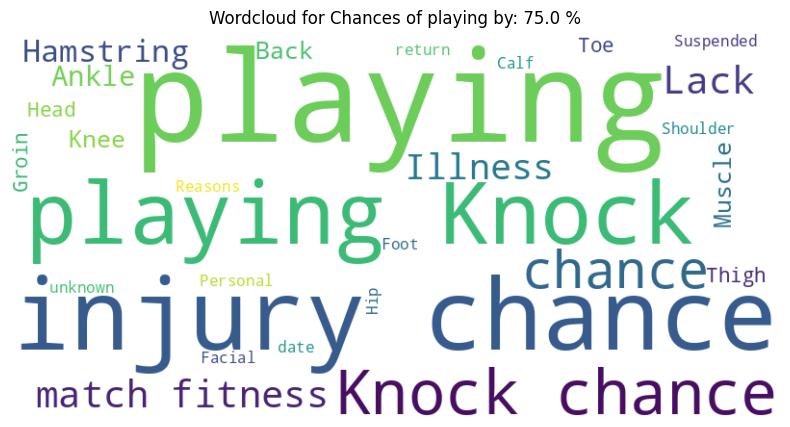 Wordcloud for Chances of playing by: 75.0 %
Hamstring Back return Calf Toe Suspended
Ankle playing Lack
Head
Knee Shoulder
Groin Illness Muscle
Reasons
playing Knock
Foot
chance Thigh
unknown Personal Hip
injury chance
date
Facial
match fitness Knock chance